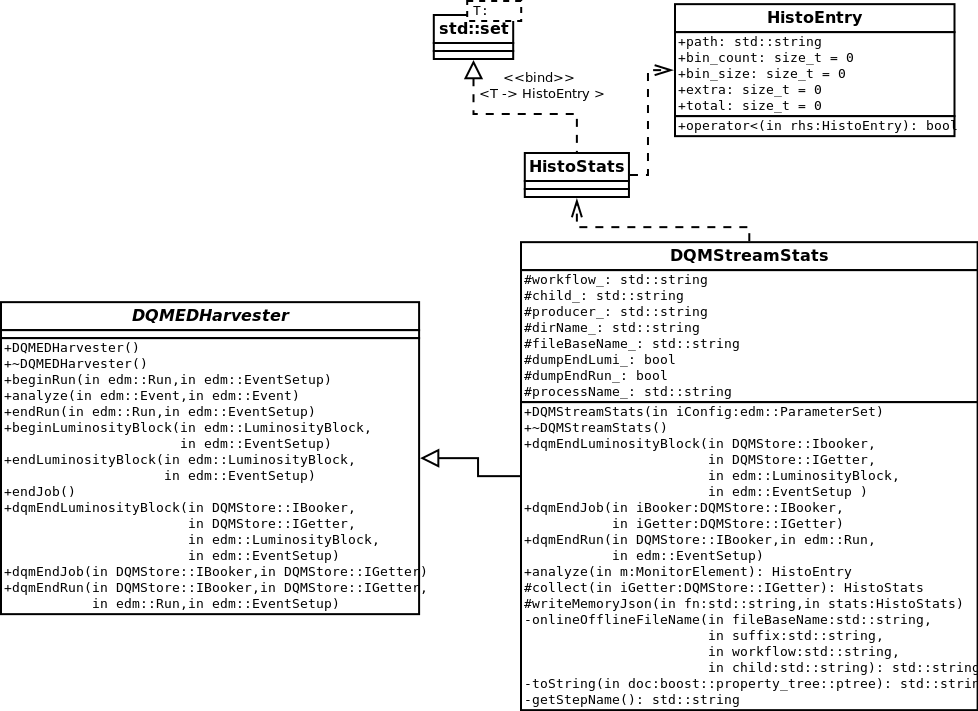 T:
std::set
<<bind>>
<T -> HistoEntry >
HistoEntry
+path: std::string
+bin_count: size_t = 0
+bin_size: size_t = 0
+extra: size_t = 0
+total: size_t = 0
+operator<(in rhs:HistoEntry): bool
HistoStats
DQMStreamStats
#workflow_: std::string
#child_: std::string
#producer_: std::string
#dirName_: std::string
#fileBaseName_: std::string
#dumpEndLumi_: bool
#dumpEndRun_: bool
#processName_: std::string
+DQMStreamStats(in iConfig:edm::ParameterSet)
+~DQMStreamStats()
+dqmEndLuminosityBlock(in DQMStore::Ibooker,
in DQMStore::IGetter,
in edm::LuminosityBlock,
in edm::EventSetup )
+dqmEndJob(in iBooker:DQMStore::IBooker,
in iGetter:DQMStore::IGetter)
+dqmEndRun(in DQMStore::IBooker,in edm::Run,
in edm::EventSetup)
+analyze(in m:MonitorElement): HistoEntry
#collect(in iGetter:DQMStore::IGetter): HistoStats
#writeMemoryJson(in fn:std::string,in stats:HistoStats)
-onlineOfflineFileName(in fileBaseName:std::string,
in suffix:std::string,
in workflow:std::string,
in child:std::string): std::string
-toString(in doc:boost::property_tree::ptree): std::strin
-getStepName(): std::string
DQMEDHarvester
+DQMEDHarvester()
+~DQMEDHarvester()
+beginRun(in edm::Run,in edm::EventSetup)
+analyze(in edm::Event,in edm::Event)
+endRun(in edm::Run,in edm::EventSetup)
+beginLuminosityBlock(in edm::LuminosityBlock,
in edm::EventSetup)
+endLuminosityBlock(in edm::LuminosityBlock,
in edm::EventSetup)
+endJob()
+dqmEndLuminosityBlock(in DQMStore::IBooker,
in DQMStore::IGetter,
in edm::LuminosityBlock,
in edm::EventSetup)
+dqmEndJob(in DQMStore::IBooker,in DQMStore::IGetter)
+dqmEndRun(in DQMStore::IBooker,in DQMStore::IGetter,
in edm::Run,in edm::EventSetup)